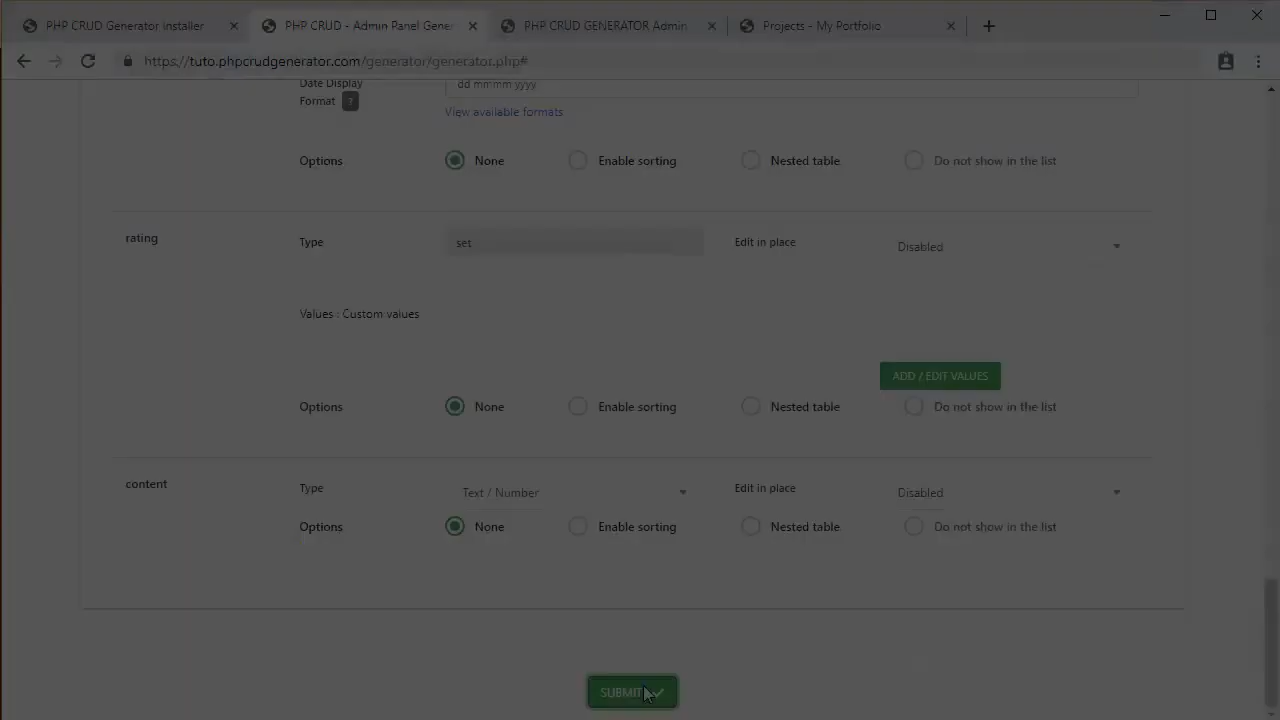 PHP CRUD Generator installer
PHP CRUD - Admin Panel Gene
PHP CRUD GENERATOR Admin
Projects - My Portfolio
https://tuto.phpcrudgenerator.com/generator/generator.php#
Date Display
Format ?
dd mmmm yyyy
View available formats
Options None Enable sorting Nested table Do not show in the list
rating Type set Edit in place Disabled
Values : Custom values
ADD / EDIT VALUES
Options None Enable sorting Nested table Do not show in the list
content Type Text / Number Edit in place Disabled
Options None Enable sorting Nested table Do not show in the list
SUBMIT